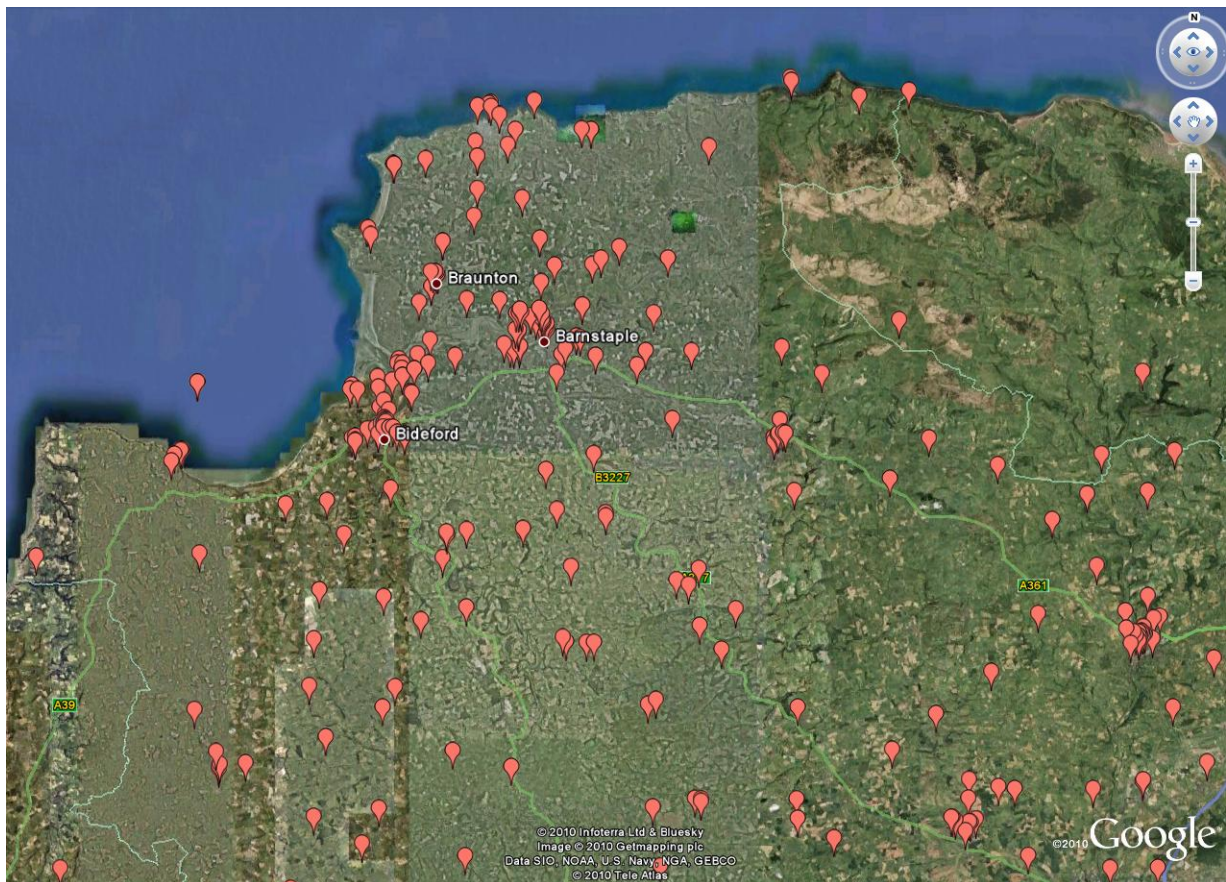 N
Braunton
Barnstaple
Bideford
B3227
A361
A39
© 2010 Infoterra Ltd & Bluesky
Image © 2010 Getmapping plc
Data SIO, NOAA, U.S. Navy, NGA, GEBCO
© 2010 Tele Atlas
©2010 Google